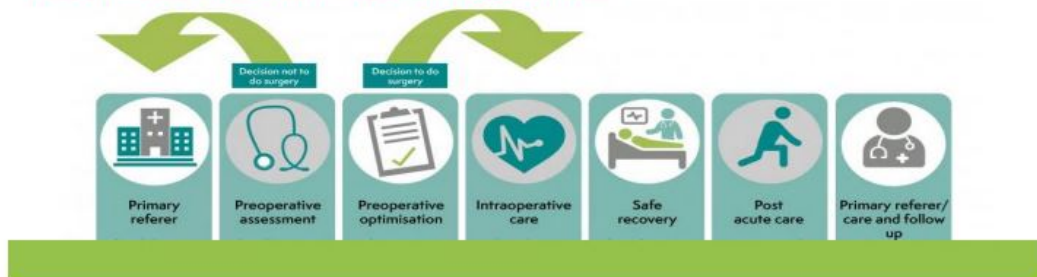 Decision not to
do surgery
Decision to do
surgery
Primary
referer
Preoperative
assessment
Preoperative
optimisation
Intraoperative
care
Safe
recovery
Post
acute care
Primary referer/
care and follow
up